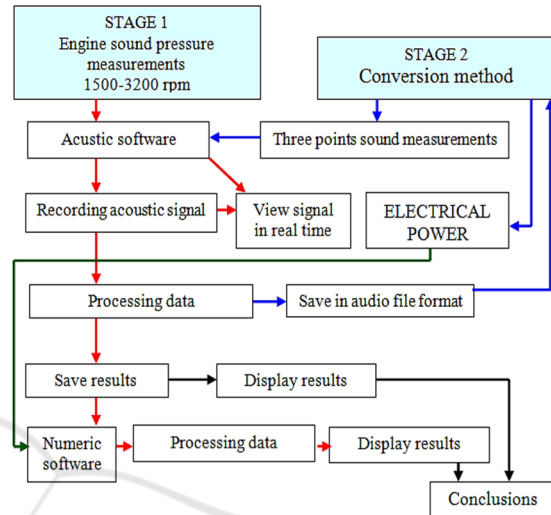 STAGE 1
Engine sound pressure
measurements
1500-3200 rpm
STAGE 2
Conversion method
Acustic software
Three points sound measurements
Recording acoustic signal
View signal
in real time
ELECTRICAL
POWER
Processing data
Save in audio file format
Save results
Display results
Numeric
software
Processing data
Display results
Conclusions